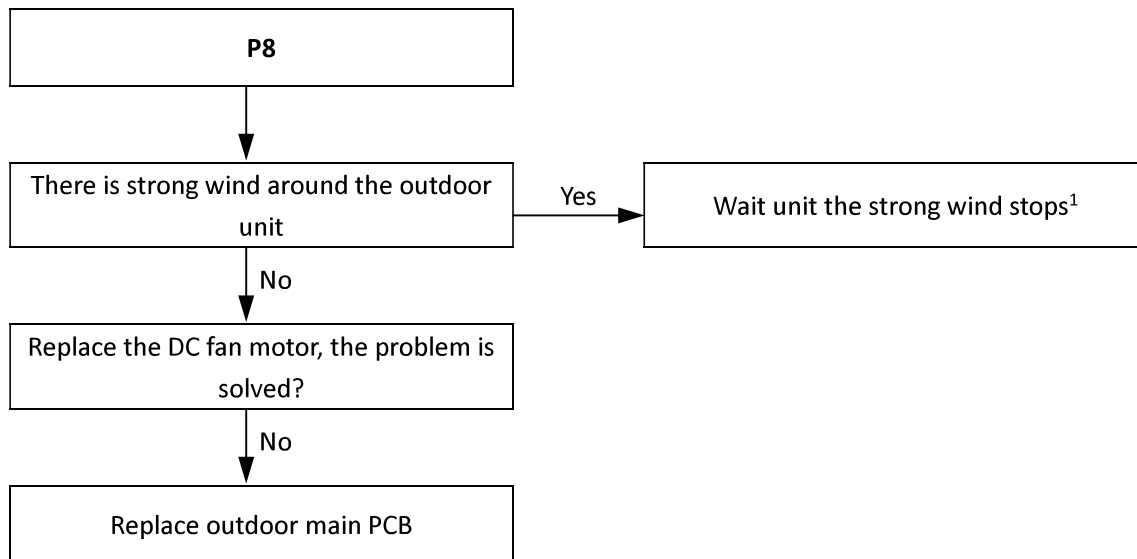 P8
There is strong wind around the outdoor
unit
Yes
Wait unit the strong wind stops¹
No
Replace the DC fan motor, the problem is
solved?
No
Replace outdoor main PCB